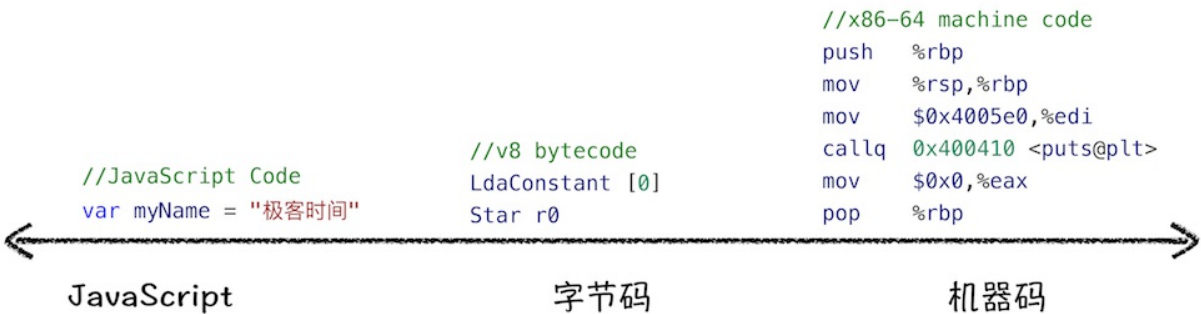 //JavaScript Code
var myName = "极客时间"
//v8 bytecode
LdaConstant [0]
Star r0
//x86-64 machine code
push %rbp
mov %rsp,%rbp
mov $0x4005e0,%edi
callq 0x400410 <puts@plt>
mov $0x0,%eax
pop %rbp
JavaScript
字节码
机器码